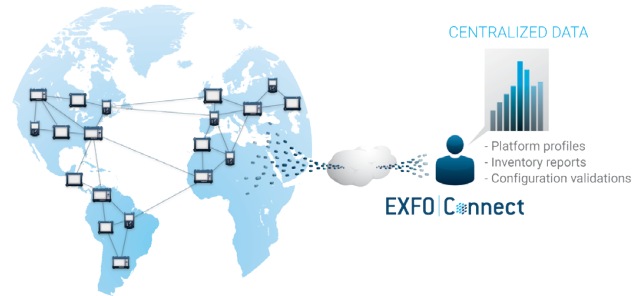 CENTRALIZED DATA
- Platform profiles
- Inventory reports
- Configuration validations
EXFO Connect